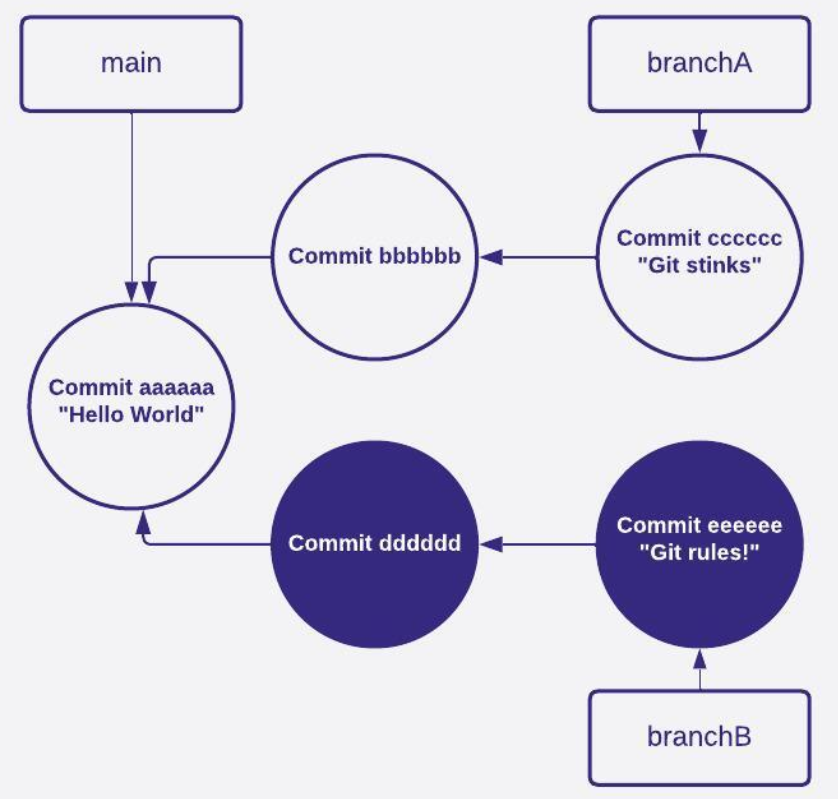 main
branchA
Commit bbbbbb
Commit cccccc
"Git stinks"
Commit aaaaaa
"Hello World"
Commit dddddd
Commit eeeeee
"Git rules!"
branchB